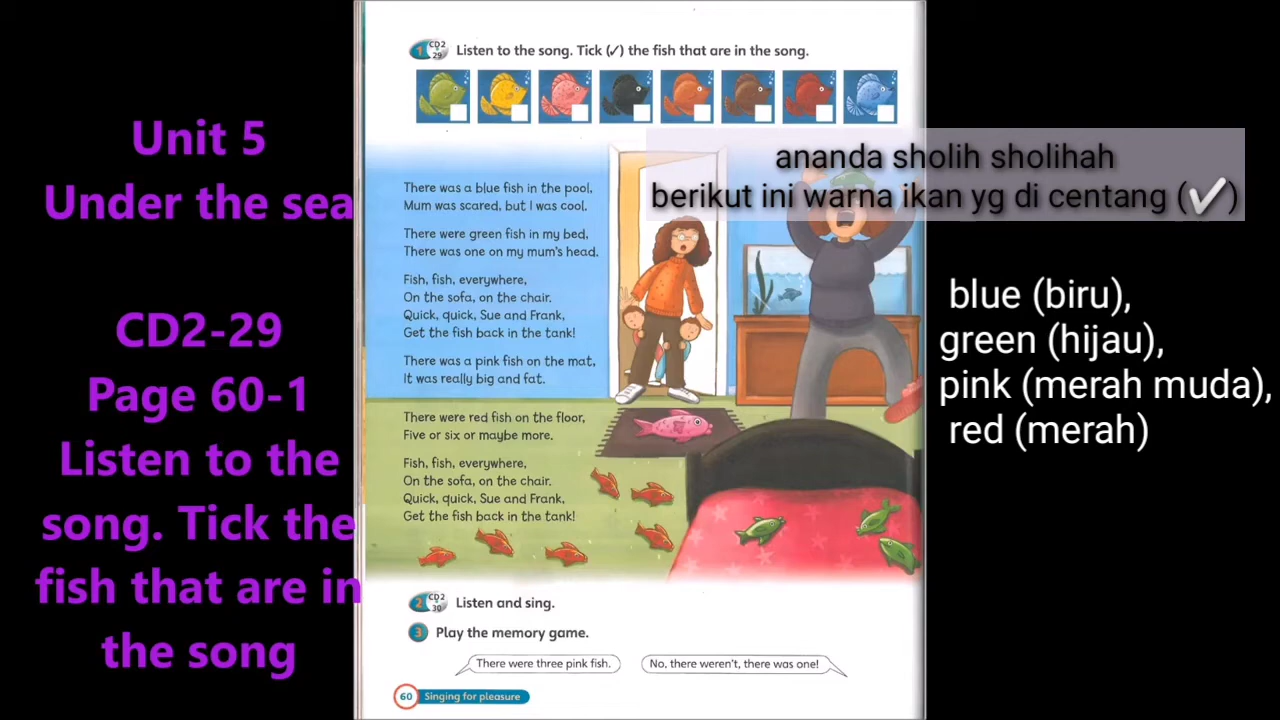 Unit 5
Under the sea
CD2-29
Page 60-1
Listen to the
song. Tick the
fish that are in
the song
1 CD2 29 Listen to the song. Tick (✓) the fish that are in the song.
There was a blue fish in the pool,
Mum was scared, but I was cool.
There were green fish in my bed,
There was one on my mum's head.
Fish, fish, everywhere,
On the sofa, on the chair.
Quick, quick, Sue and Frank,
Get the fish back in the tank!
There was a pink fish on the mat,
It was really big and fat.
There were red fish on the floor,
Five or six or maybe more.
Fish, fish, everywhere,
On the sofa, on the chair.
Quick, quick, Sue and Frank,
Get the fish back in the tank!
2 CD2 30 Listen and sing.
3 Play the memory game.
There were three pink fish.
No, there weren't, there was one!
60 Singing for pleasure
ananda sholih sholihah
berikut ini warna ikan yg di centang (✓)
blue (biru),
green (hijau),
pink (merah muda),
red (merah)